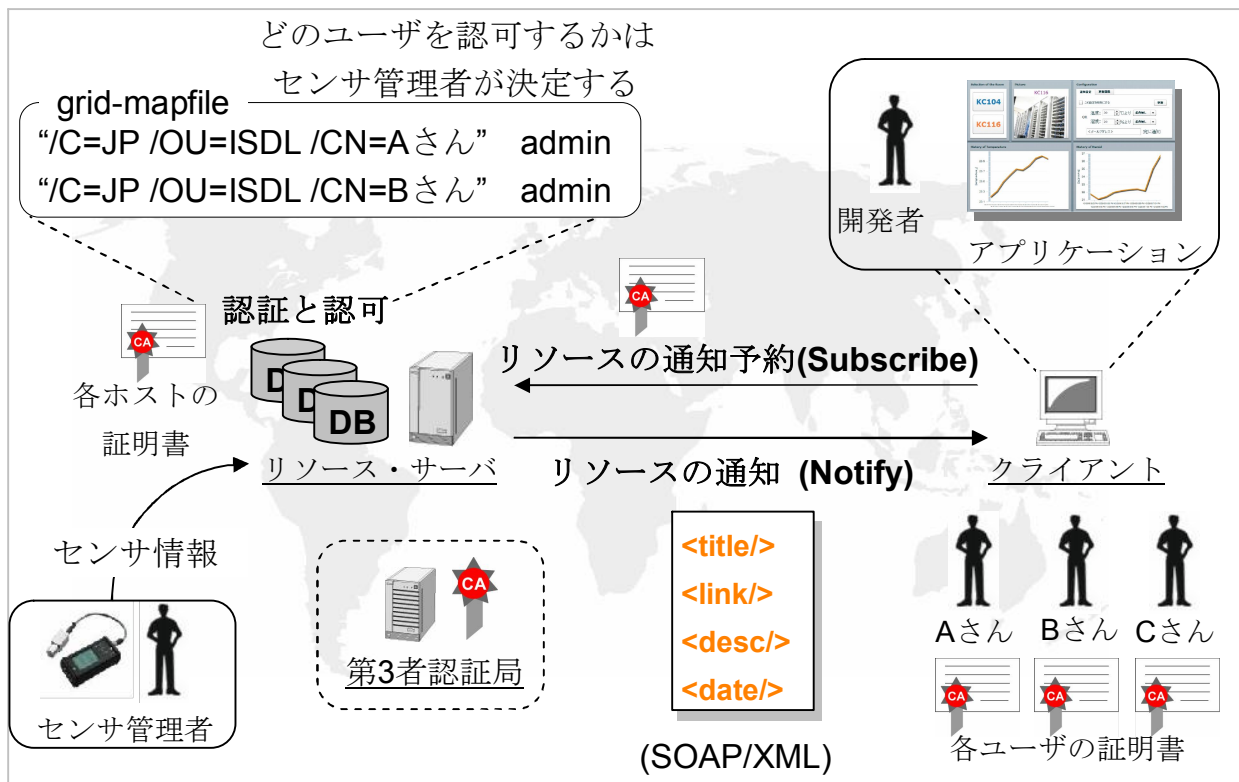 どのユーザを認可するかは
センサ管理者が決定する
grid-mapfile
“/C=JP /OU=ISDL /CN=Aさん” admin
“/C=JP /OU=ISDL /CN=Bさん” admin
KC104
KC116
KC116
開発者
アプリケーション
CA
各ホストの
証明書
認証と認可
D
D
DB
リソース・サーバ
CA
リソースの通知予約(Subscribe)
リソースの通知 (Notify)
クライアント
センサ情報
センサ管理者
CA
第3者認証局
<title/>
<link/>
<desc/>
<date/>
(SOAP/XML)
Aさん Bさん Cさん
CA CA CA
各ユーザの証明書